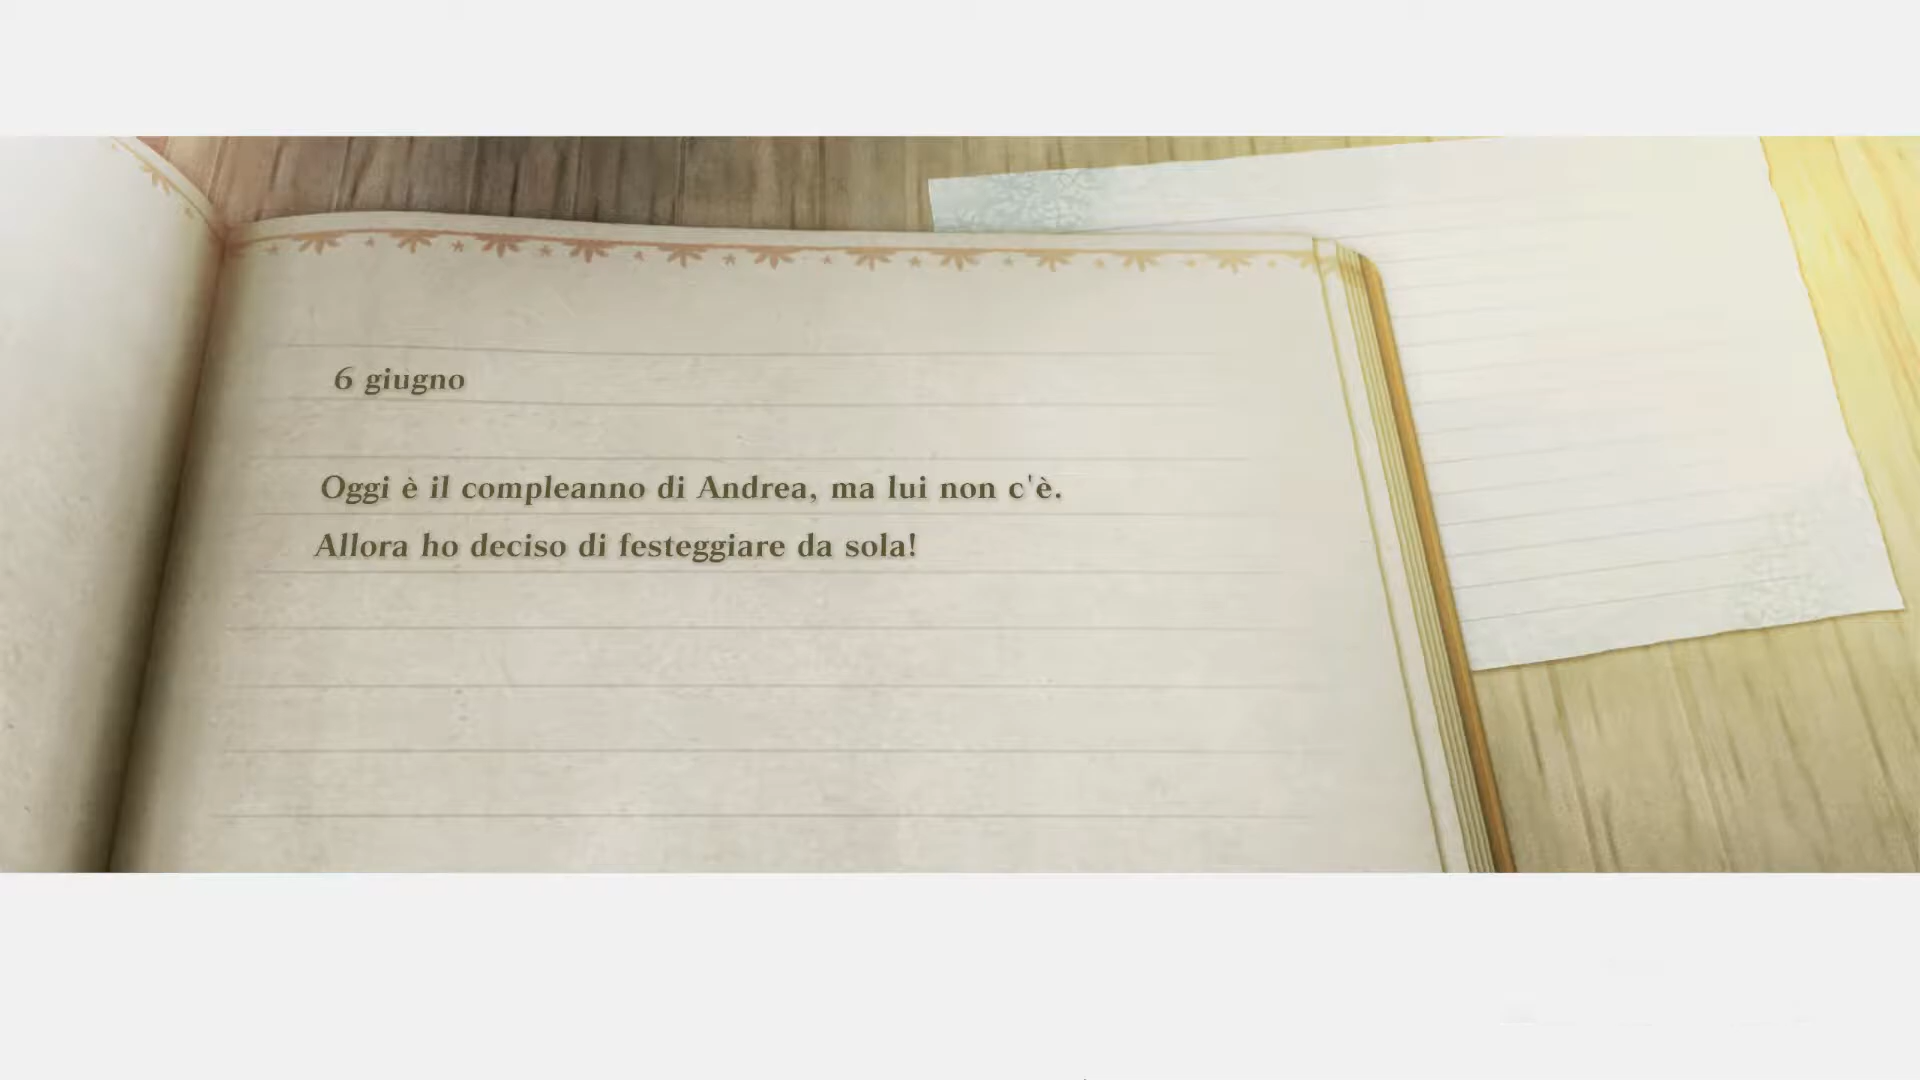 6 giugno
Oggi è il compleanno di Andrea, ma lui non c'è.
Allora ho deciso di festeggiare da sola!